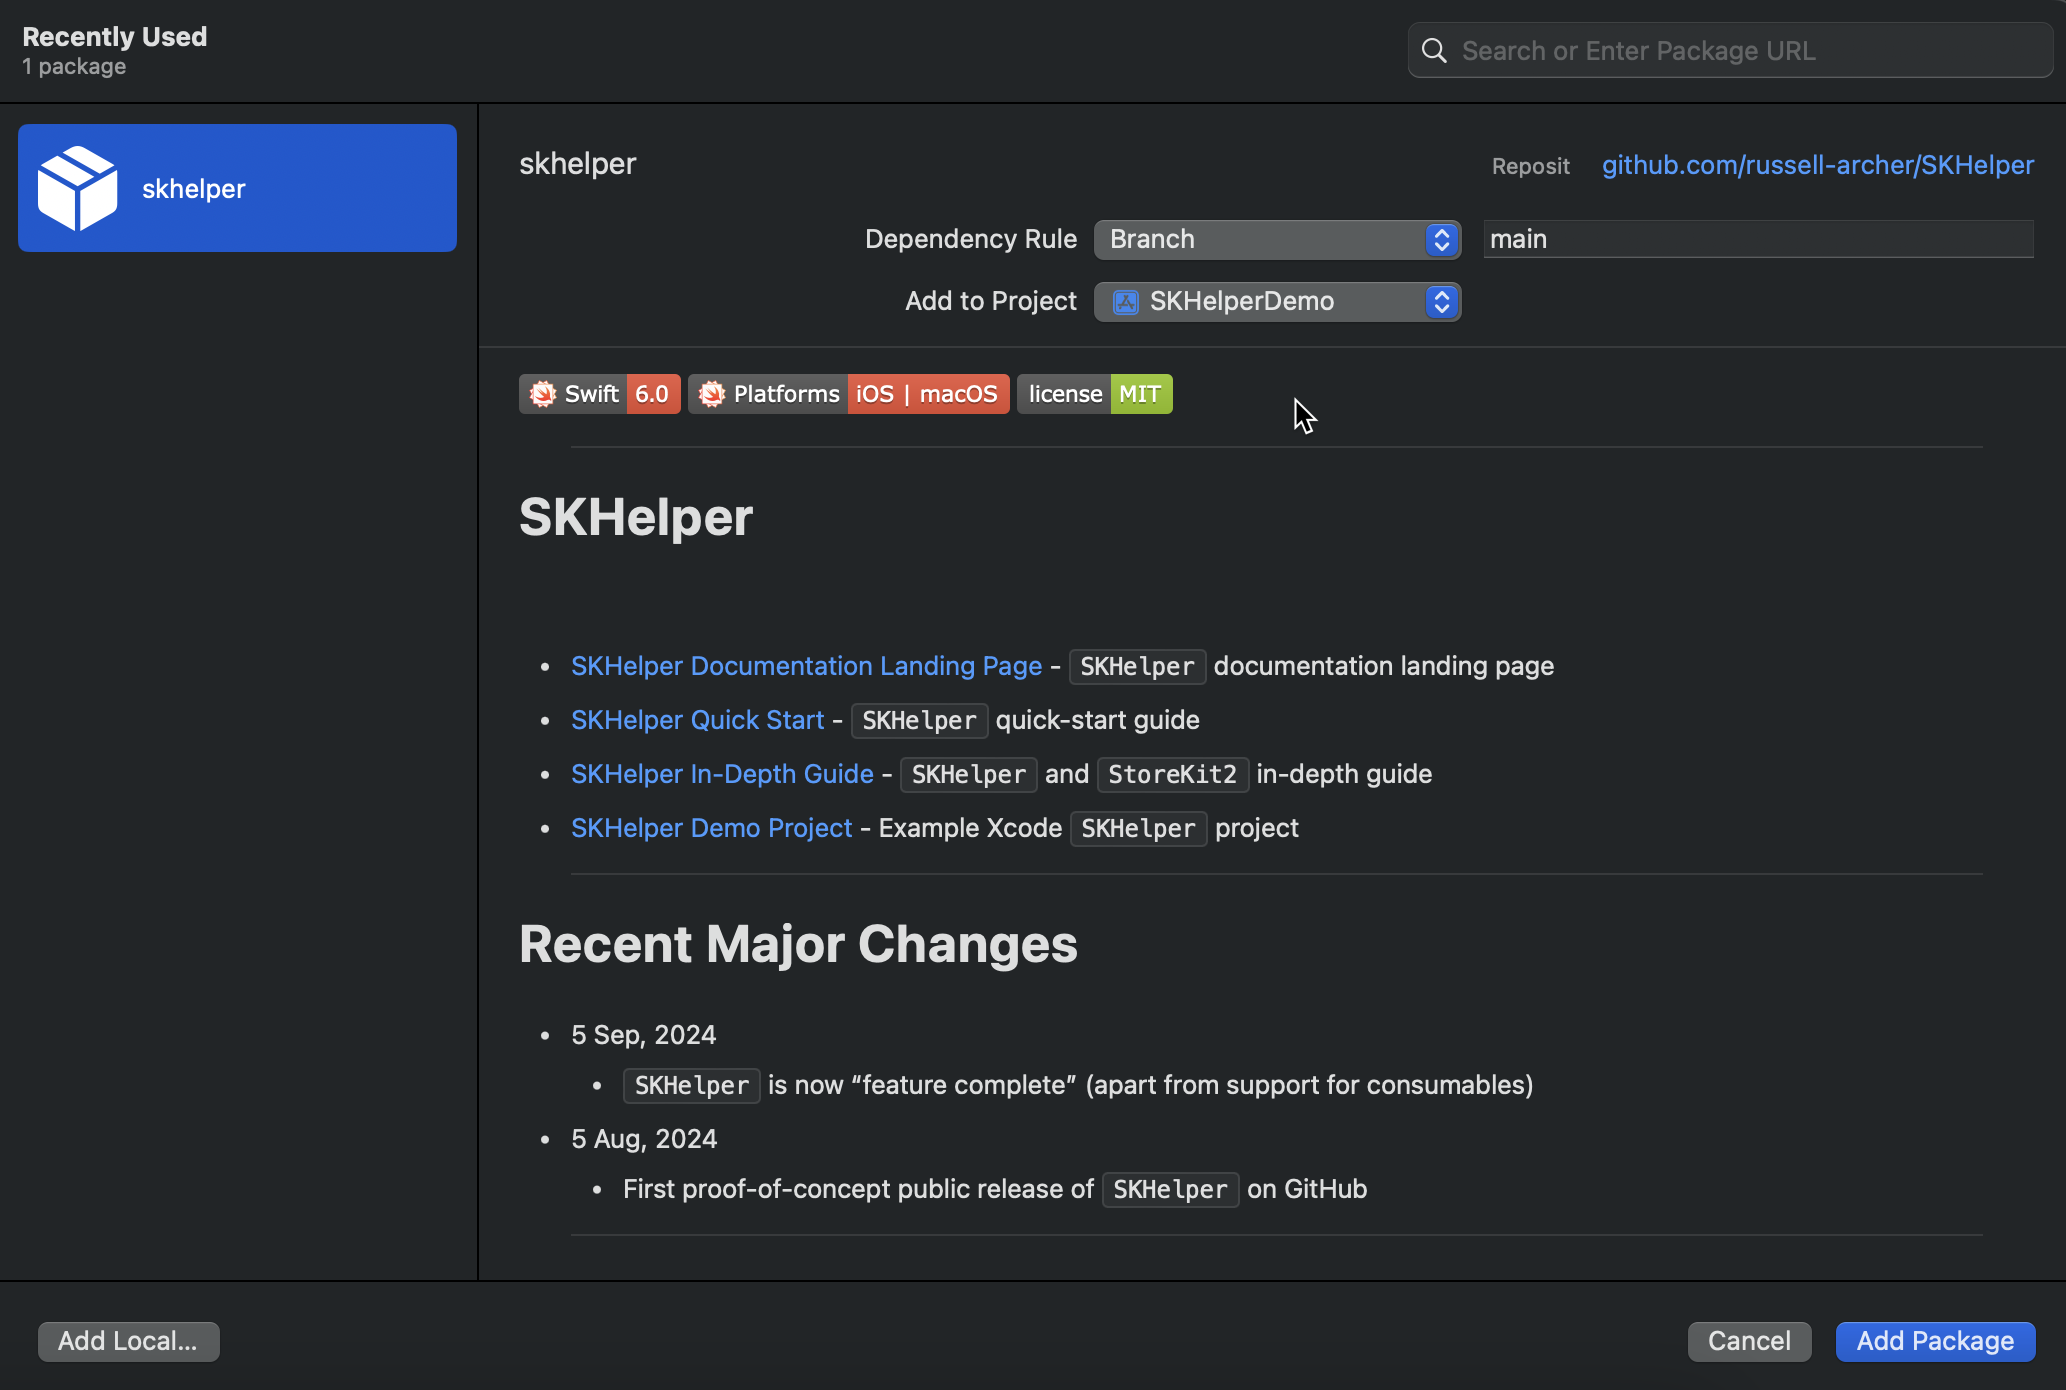 Recently Used
1 package
Search or Enter Package URL
skhelper
skhelper
Reposit github.com/russell-archer/SKHelper
Dependency Rule Branch main
Add to Project SKHelperDemo
Swift 6.0 Platforms iOS | macOS license MIT
SKHelper
• SKHelper Documentation Landing Page - SKHelper documentation landing page
• SKHelper Quick Start - SKHelper quick-start guide
• SKHelper In-Depth Guide - SKHelper and StoreKit2 in-depth guide
• SKHelper Demo Project - Example Xcode SKHelper project
Recent Major Changes
• 5 Sep, 2024
• SKHelper is now “feature complete” (apart from support for consumables)
• 5 Aug, 2024
• First proof-of-concept public release of SKHelper on GitHub
Add Local...
Cancel
Add Package